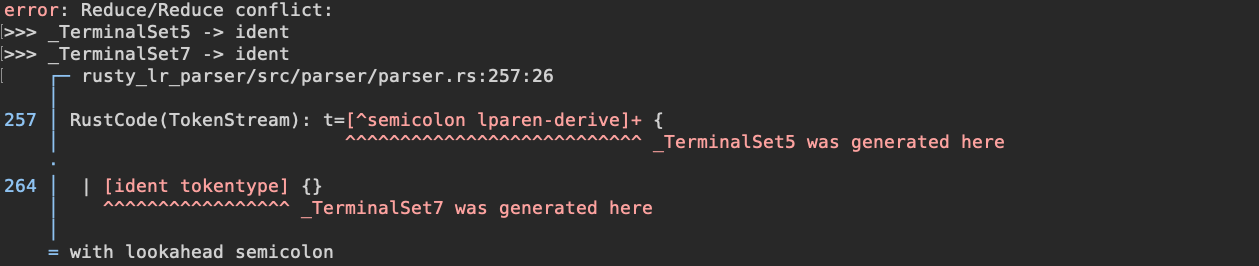 error: Reduce/Reduce conflict:
>>> _TerminalSet5 -> ident
>>> _TerminalSet7 -> ident
rusty_lr_parser/src/parser/parser.rs:257:26
257 RustCode(TokenStream): t=[^semicolon lparen-derive]+ {
^^^^^^^^^^^^^^^^^^^^^^^^^^^ _TerminalSet5 was generated here
.
264 | [ident tokentype] {}
^^^^^^^^^^^^^^^^^ _TerminalSet7 was generated here
= with lookahead semicolon